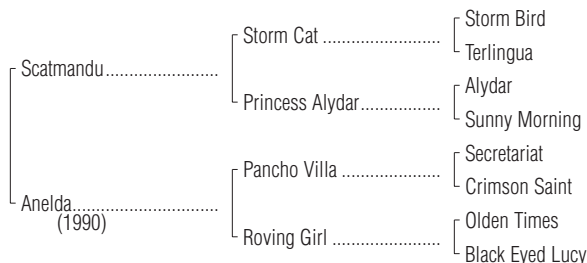 Storm Bird
Storm Cat ..............................
Terlingua
Scatmandu .............................
Alydar
Princess Alydar.....................
Sunny Morning
Secretariat
Pancho Villa ..........................
Crimson Saint
Anelda......................................
(1990)
Olden Times
Roving Girl ............................
Black Eyed Lucy